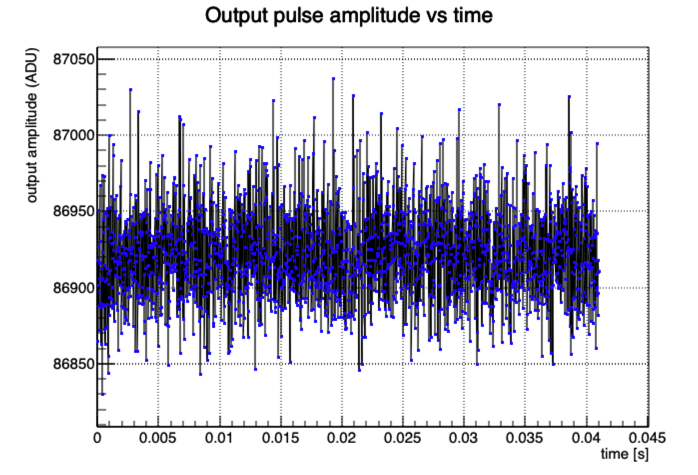 Output pulse amplitude vs time
output amplitude (ADU)
87050
87000
86950
86900
86850
0 0.005 0.01 0.015 0.02 0.025 0.03 0.035 0.04 0.045
time [s]